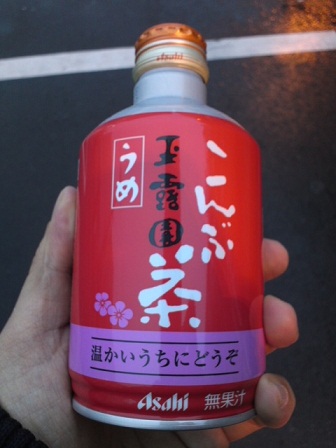 Asahi
こんぶ茶
玉露園
うめ
温かいうちにどうぞ
Asahi 無果汁